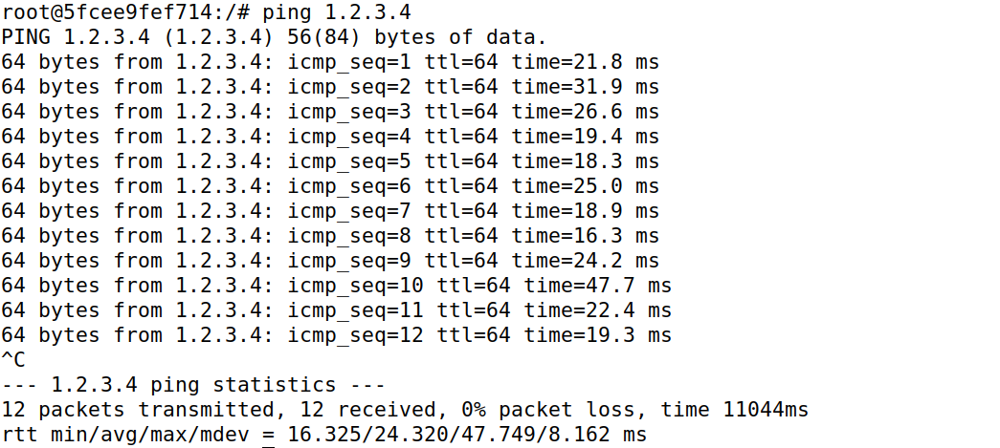 root@5fcee9fef714:/# ping 1.2.3.4
PING 1.2.3.4 (1.2.3.4) 56(84) bytes of data.
64 bytes from 1.2.3.4: icmp_seq=1 ttl=64 time=21.8 ms
64 bytes from 1.2.3.4: icmp_seq=2 ttl=64 time=31.9 ms
64 bytes from 1.2.3.4: icmp_seq=3 ttl=64 time=26.6 ms
64 bytes from 1.2.3.4: icmp_seq=4 ttl=64 time=19.4 ms
64 bytes from 1.2.3.4: icmp_seq=5 ttl=64 time=18.3 ms
64 bytes from 1.2.3.4: icmp_seq=6 ttl=64 time=25.0 ms
64 bytes from 1.2.3.4: icmp_seq=7 ttl=64 time=18.9 ms
64 bytes from 1.2.3.4: icmp_seq=8 ttl=64 time=16.3 ms
64 bytes from 1.2.3.4: icmp_seq=9 ttl=64 time=24.2 ms
64 bytes from 1.2.3.4: icmp_seq=10 ttl=64 time=47.7 ms
64 bytes from 1.2.3.4: icmp_seq=11 ttl=64 time=22.4 ms
64 bytes from 1.2.3.4: icmp_seq=12 ttl=64 time=19.3 ms
^C
--- 1.2.3.4 ping statistics ---
12 packets transmitted, 12 received, 0% packet loss, time 11044ms
rtt min/avg/max/mdev = 16.325/24.320/47.749/8.162 ms